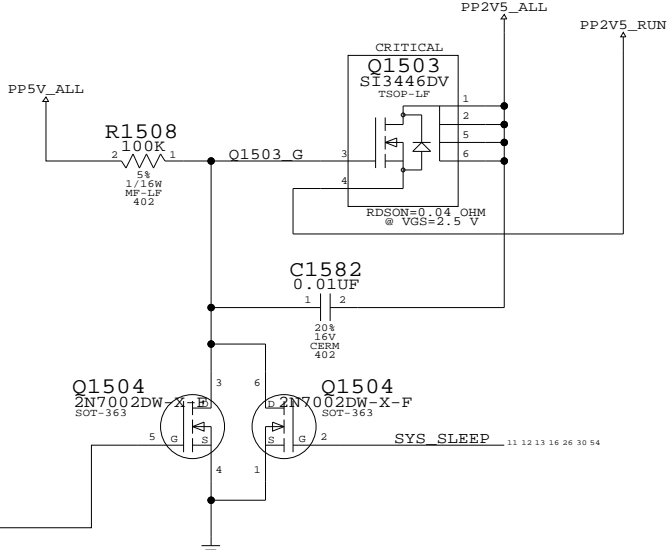 PP2V5_ALL
PP2V5_RUN
CRITICAL
Q1503
SI3446DV
TSOP-LF
PP5V_ALL
R1508
100K
2 1
5%
1/16W
MF-LF
402
Q1503_G
3
4
1
2
5
6
RDSON=0.04 OHM
@ VGS=2.5 V
C1582
0.01UF
1 2
20%
16V
CERM
402
Q1504
2N7002DW-X-F
SOT-363
3
D
5 G S
4
Q1504
2N7002DW-X-F
SOT-363
6
D
S G 2
1
SYS_SLEEP 11 12 13 16 26 30 54